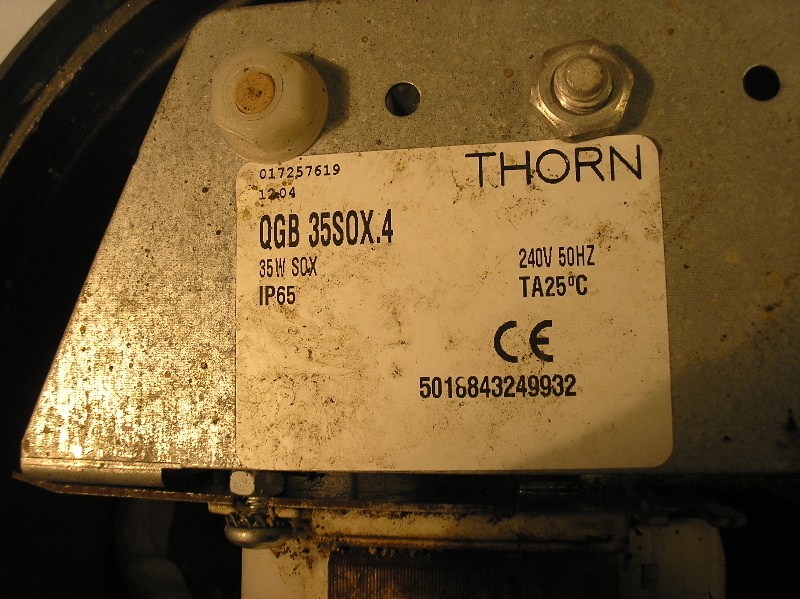 017257619
12 04
THORN
QGB 35SOX.4
35W SOX
IP65
240V 50HZ
TA25°C
CE
5016843249932